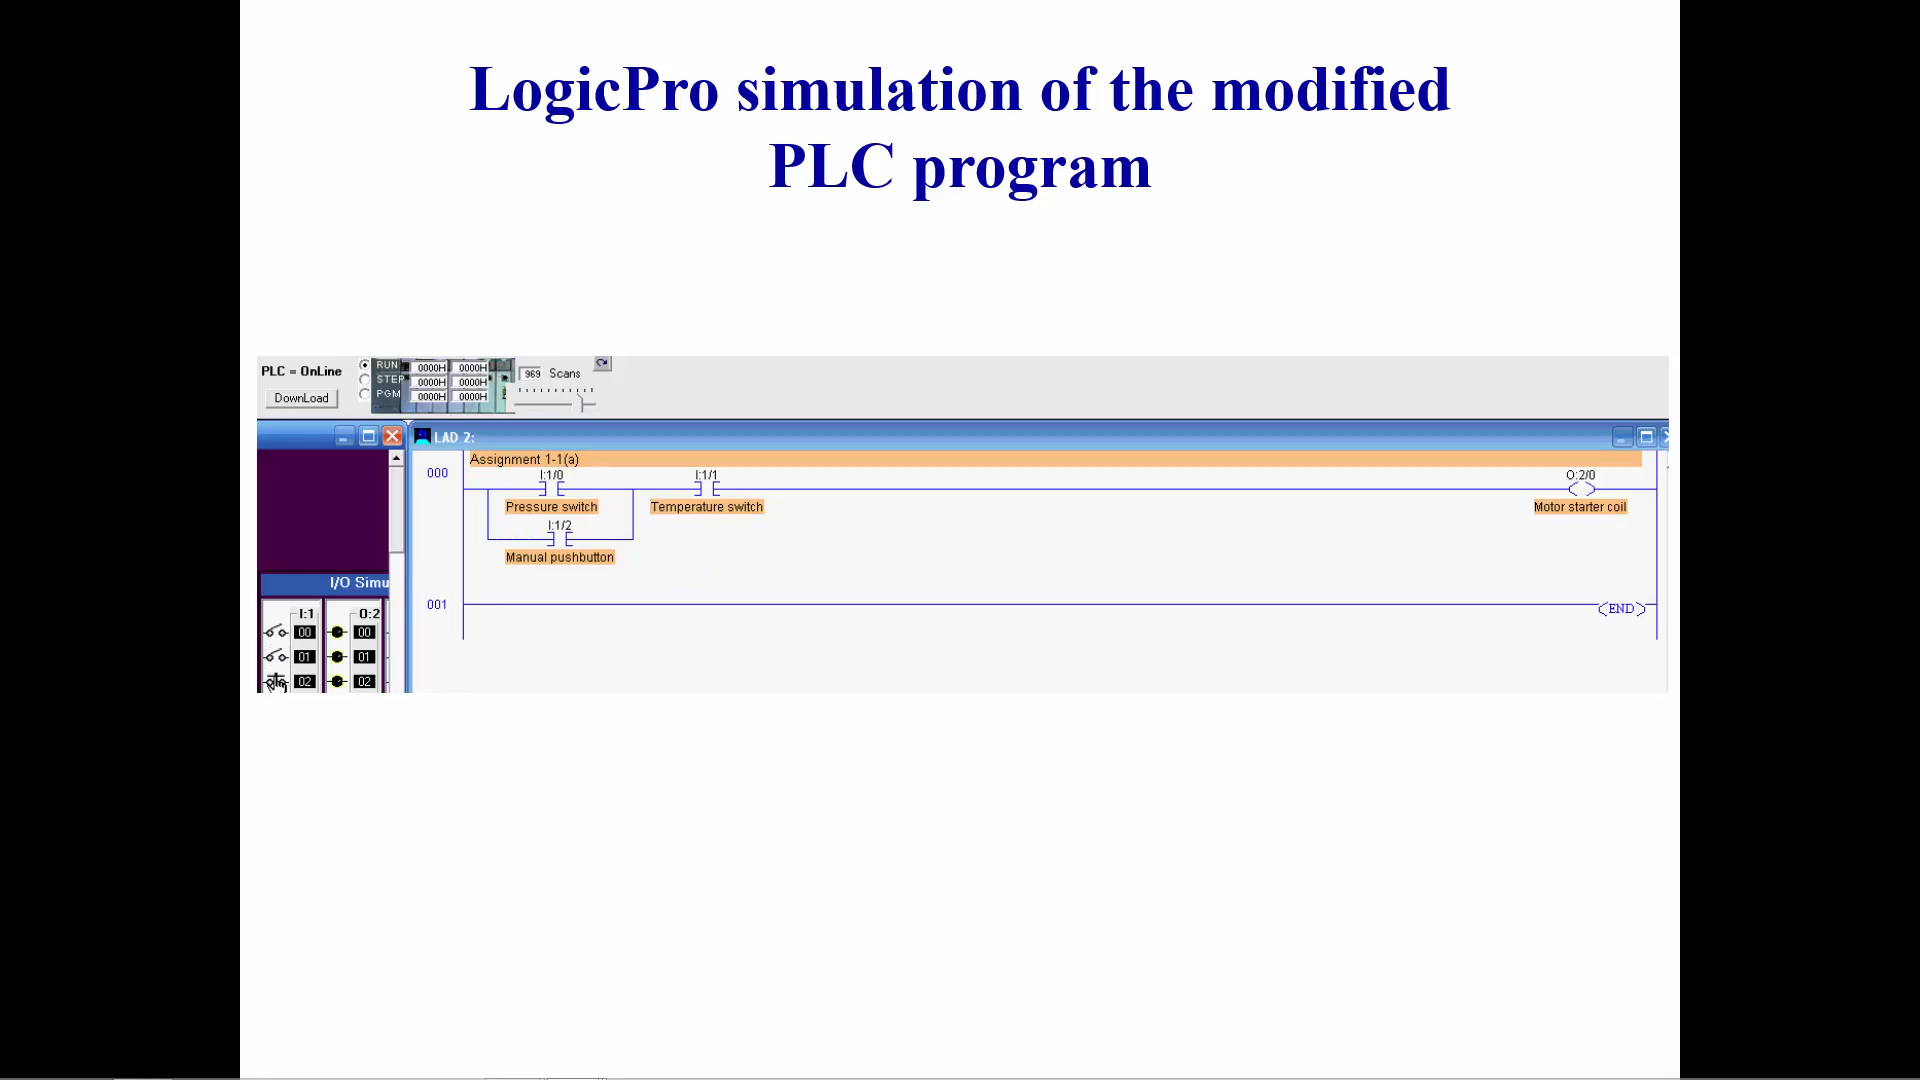 LogicPro simulation of the modified
PLC program
PLC = OnLine
DownLoad
RUN
STEP
PGM
0000H 0000H
0000H 0000H
0000H 0000H
969 Scans
LAD 2:
Assignment 1-1(a)
000
I:1/0 I:1/1 O:2/0
Pressure switch Temperature switch Motor starter coil
I:1/2
Manual pushbutton
I/O Simu
001
END
I:1 O:2
00 00
01 01
02 02